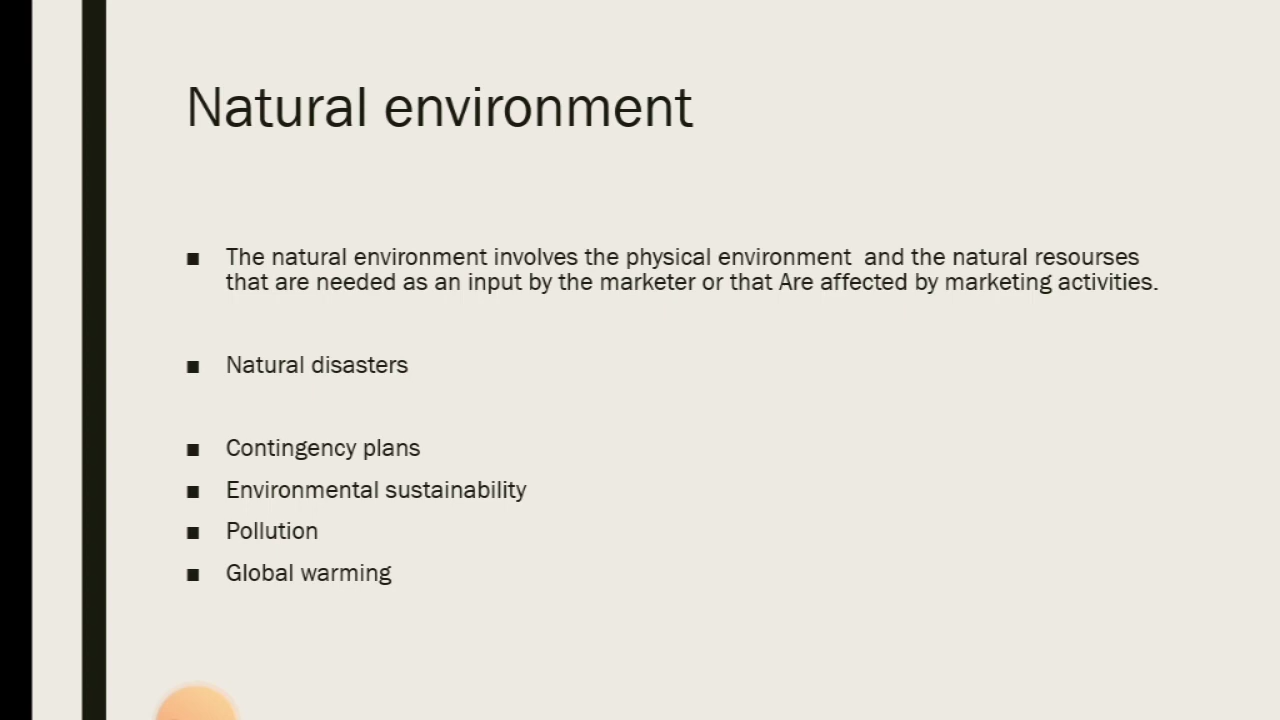 Natural environment
■ The natural environment involves the physical environment  and the natural resourses
that are needed as an input by the marketer or that Are affected by marketing activities.
■ Natural disasters
■ Contingency plans
■ Environmental sustainability
■ Pollution
■ Global warming